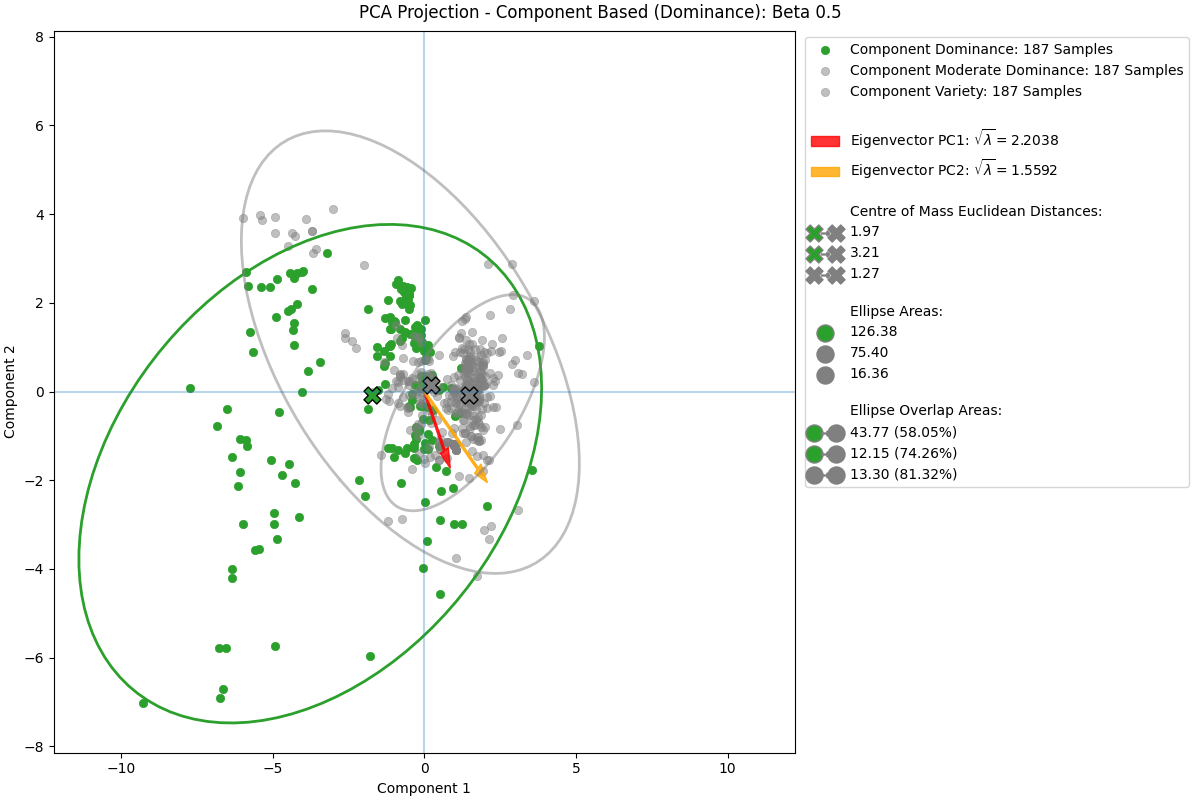 PCA Projection - Component Based (Dominance): Beta 0.5
8
6
4
2
0
−2
−4
−6
−8
Component 2
−10
−5
0
5
10
Component 1
Component Dominance: 187 Samples
Component Moderate Dominance: 187 Samples
Component Variety: 187 Samples
Eigenvector PC1: √λ = 2.2038
Eigenvector PC2: √λ = 1.5592
Centre of Mass Euclidean Distances:
1.97
3.21
1.27
Ellipse Areas:
126.38
75.40
16.36
Ellipse Overlap Areas:
43.77 (58.05%)
12.15 (74.26%)
13.30 (81.32%)